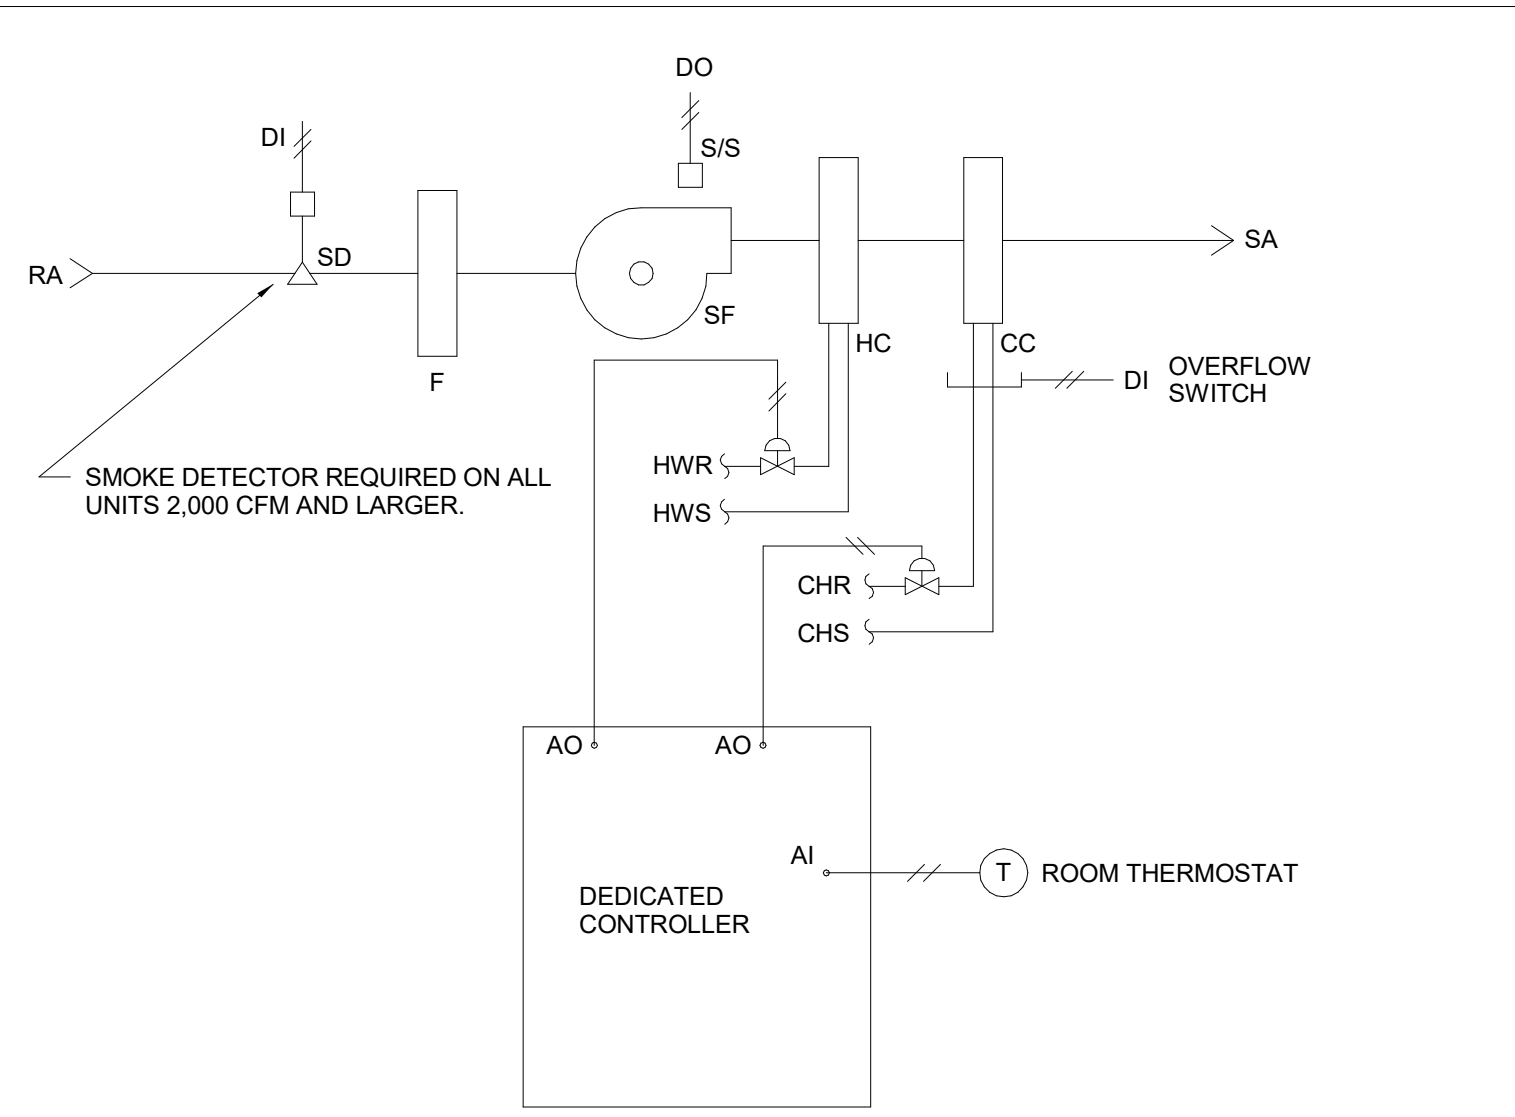 DO
DI
S/S
SA
SD
RA
SF
HC
CC
OVERFLOW
DI
SWITCH
F
HWR
SMOKE DETECTOR REQUIRED ON ALL
UNITS 2,000 CFM AND LARGER.
HWS
CHR
CHS
AO
AO
AI
T
ROOM THERMOSTAT
DEDICATED
CONTROLLER